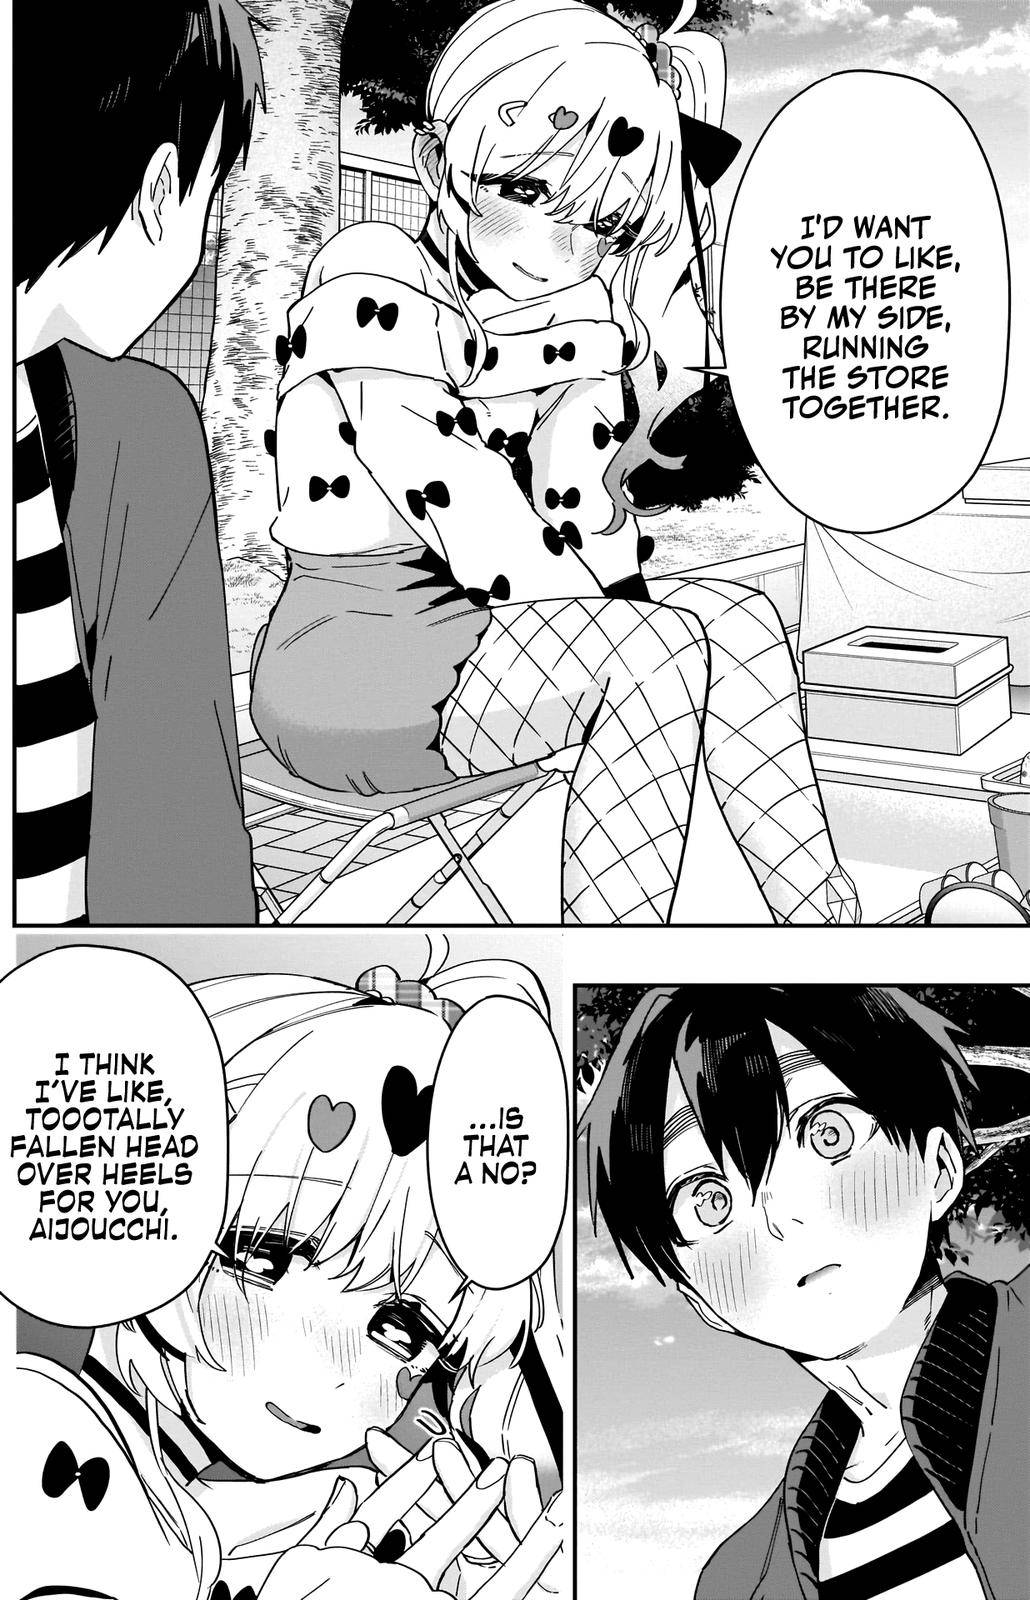 I'D WANT
YOU TO LIKE,
BE THERE
BY MY SIDE,
RUNNING
THE STORE
TOGETHER.
I THINK
I'VE LIKE,
TOOOTALLY
FALLEN HEAD
OVER HEELS
FOR YOU,
AIJOUCCHI.
...IS
THAT
A NO?